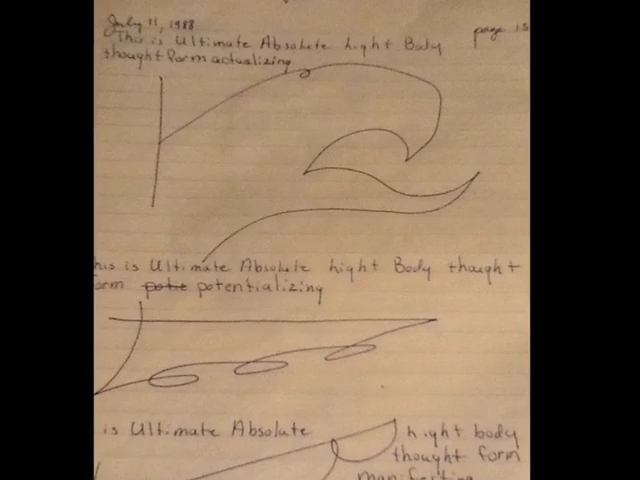 July 11, 1988
page 15
This is Ultimate Absolute Light Body
thought form actualizing
his is Ultimate Absolute Light Body thought
orm potentializing
is Ultimate Absolute Light body
thought form
manifesting